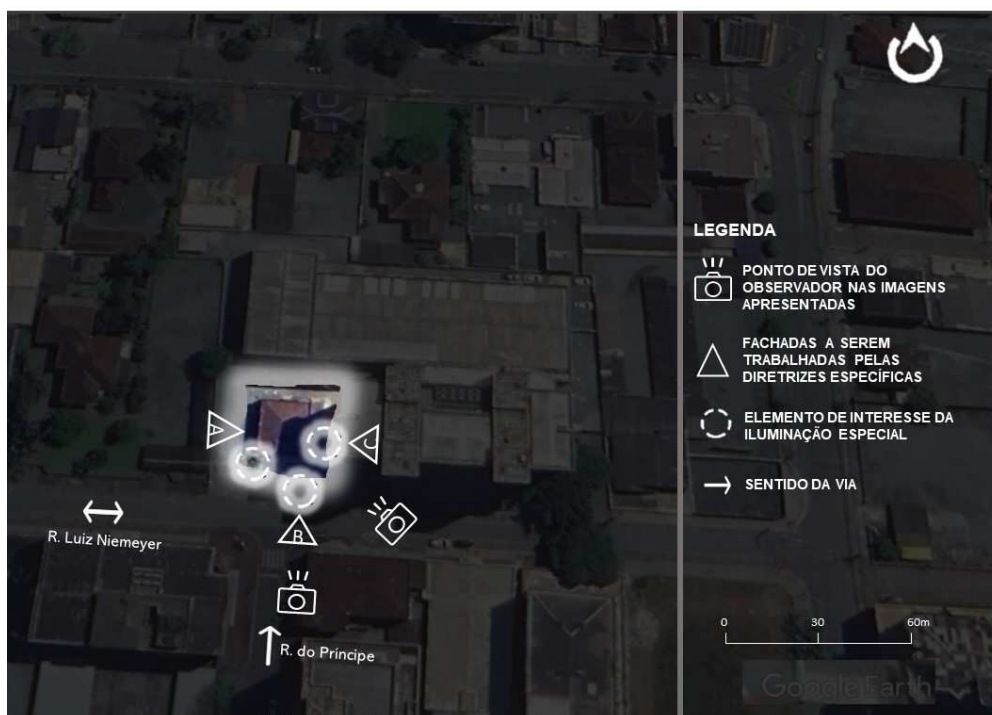 A
B
C
R. Luiz Niemeyer
R. do Príncipe
LEGENDA
PONTO DE VISTA DO
OBSERVADOR NAS IMAGENS
APRESENTADAS
FACHADAS A SEREM
TRABALHADAS PELAS
DIRETRIZES ESPECÍFICAS
ELEMENTO DE INTERESSE DA
ILUMINAÇÃO ESPECIAL
SENTIDO DA VIA
0 30 60m
Google Earth